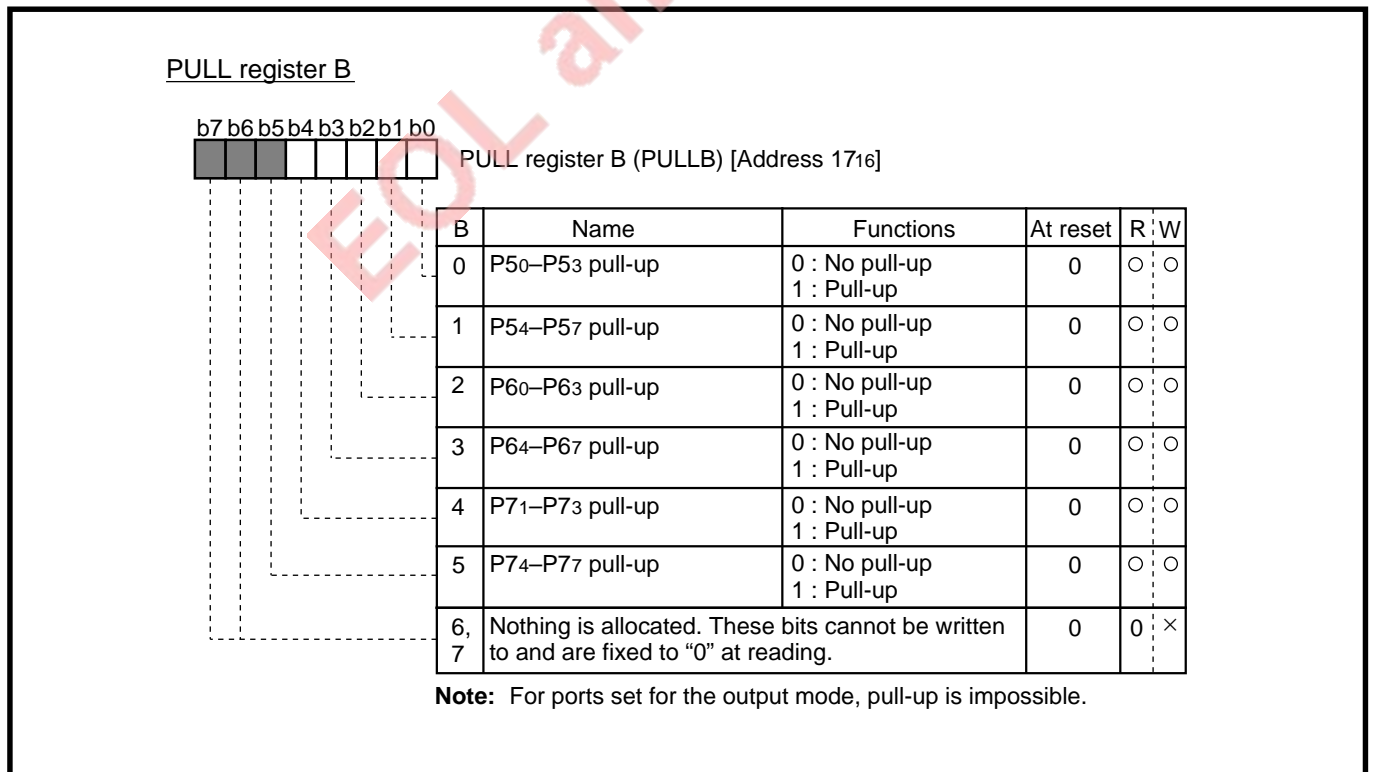 EOL an
PULL register B
b7 b6 b5 b4 b3 b2 b1 b0
PULL register B (PULLB) [Address 1716]
B Name Functions At reset R W
0 P50–P53 pull-up 0 : No pull-up 0 ○ ○
1 : Pull-up
1 P54–P57 pull-up 0 : No pull-up 0 ○ ○
1 : Pull-up
2 P60–P63 pull-up 0 : No pull-up 0 ○ ○
1 : Pull-up
3 P64–P67 pull-up 0 : No pull-up 0 ○ ○
1 : Pull-up
4 P71–P73 pull-up 0 : No pull-up 0 ○ ○
1 : Pull-up
5 P74–P77 pull-up 0 : No pull-up 0 ○ ○
1 : Pull-up
6, Nothing is allocated. These bits cannot be written 0 0 ×
7 to and are fixed to “0” at reading.
Note: For ports set for the output mode, pull-up is impossible.